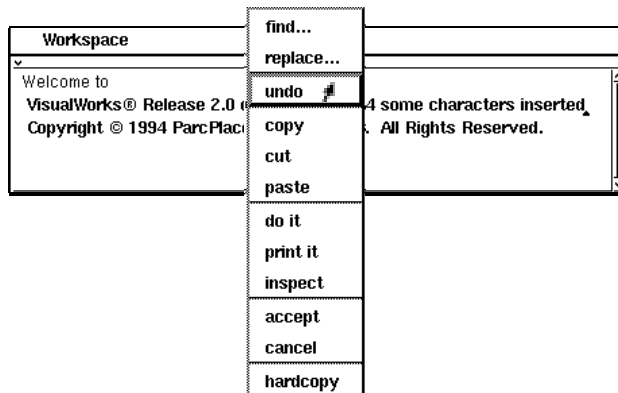 Workspace
Welcome to
VisualWorks® Release 2.0 4 some characters inserted
Copyright © 1994 ParcPlac . All Rights Reserved.
find...
replace...
undo
copy
cut
paste
do it
print it
inspect
accept
cancel
hardcopy